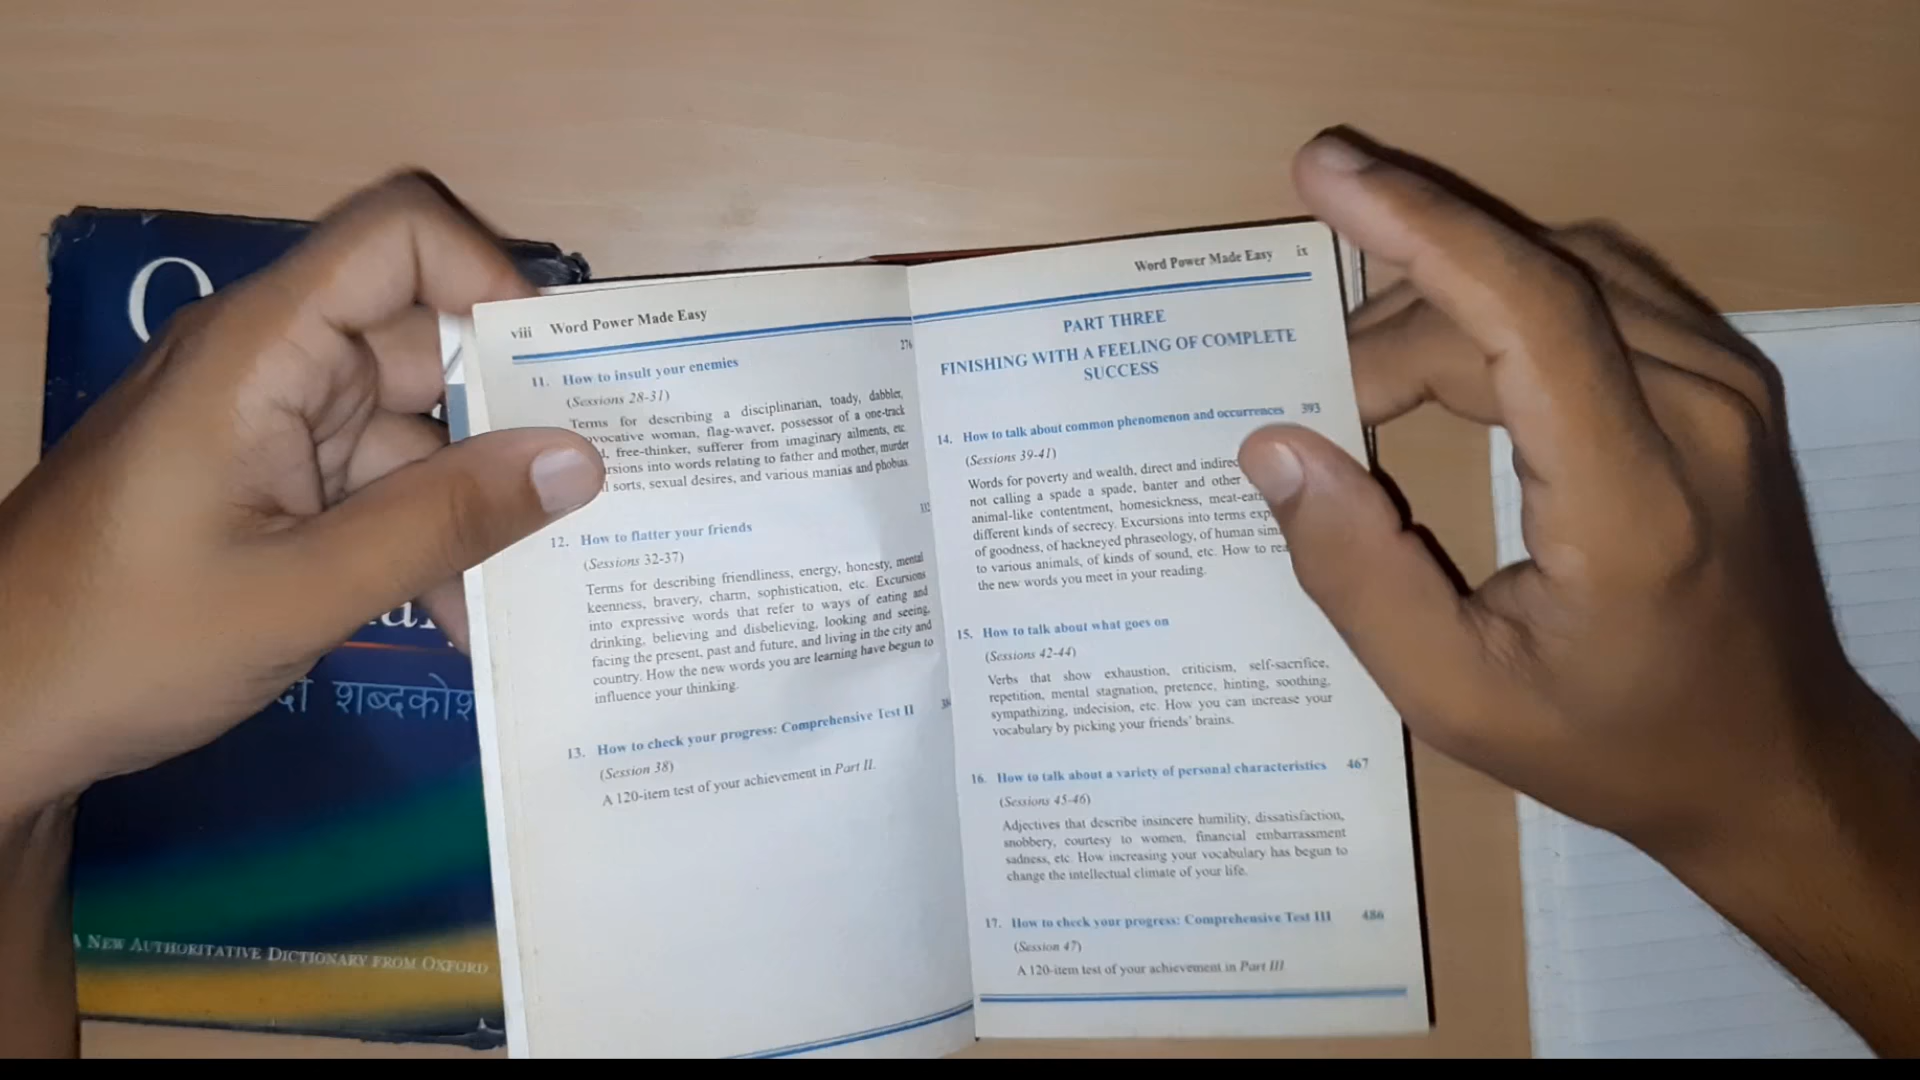 viii Word Power Made Easy
11. How to insult your enemies 276
(Sessions 28-31)
Terms for describing a disciplinarian, toady, dabbler,
woman, flag-waver, possessor of a one-track
free-thinker, sufferer from imaginary ailments, etc.
into words relating to father and mother, murder
sorts, sexual desires, and various manias and phobias
12. How to flatter your friends
(Sessions 32-37)
Terms for describing friendliness, energy, honesty, mental
keenness, bravery, charm, sophistication, etc. Excursions
into expressive words that refer to ways of eating and
drinking, believing and disbelieving, looking and seeing,
facing the present, past and future, and living in the city and
country. How the new words you are learning have begun to
influence your thinking.
13. How to check your progress: Comprehensive Test II
(Session 38)
A 120-item test of your achievement in Part II.
Word Power Made Easy ix
PART THREE
FINISHING WITH A FEELING OF COMPLETE
SUCCESS
14. How to talk about common phenomenon and occurrences 393
(Sessions 39-41)
Words for poverty and wealth, direct and
not calling a spade a spade, banter and other
animal-like contentment, homesickness,
different kinds of secrecy. Excursions into terms
of goodness, of hackneyed phraseology, of human
to various animals, of kinds of sound, etc. How to
the new words you meet in your reading.
15. How to talk about what goes on
(Sessions 42-44)
Verbs that show exhaustion, criticism, self-sacrifice,
repetition, mental stagnation, pretence, hinting, soothing,
sympathizing, indecision, etc. How you can increase your
vocabulary by picking your friends' brains.
16. How to talk about a variety of personal characteristics 467
(Sessions 45-46)
Adjectives that describe insincere humility, dissatisfaction,
snobbery, courtesy to women, financial embarrassment
sadness, etc. How increasing your vocabulary has begun to
change the intellectual climate of your life.
17. How to check your progress: Comprehensive Test III 486
(Session 47)
A 120-item test of your achievement in Part III
शब्दकोश
A NEW AUTHORITATIVE DICTIONARY FROM OXFORD